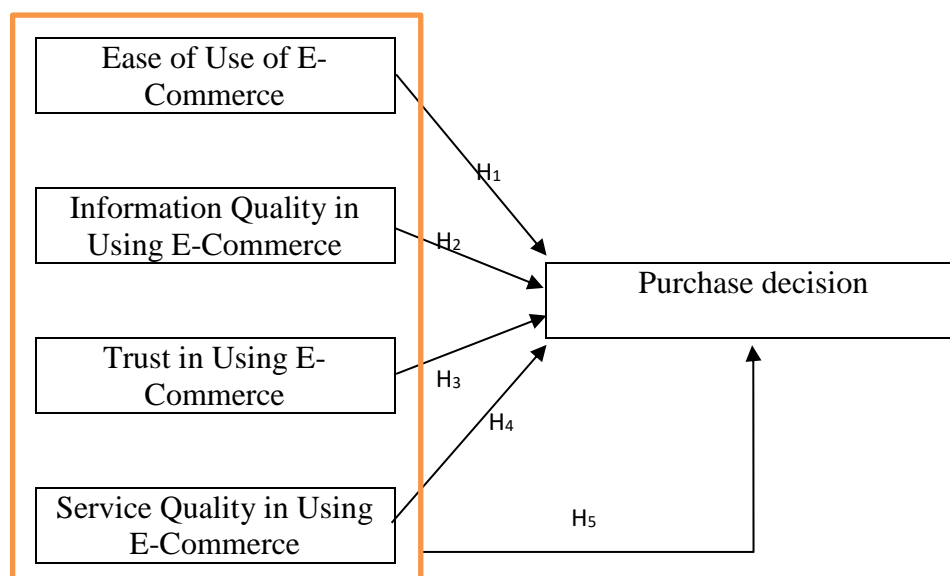 Ease of Use of E-
Commerce
H₁
Information Quality in
Using E-Commerce
H₂
Purchase decision
Trust in Using E-
Commerce
H₃
H₄
Service Quality in Using
E-Commerce
H₅